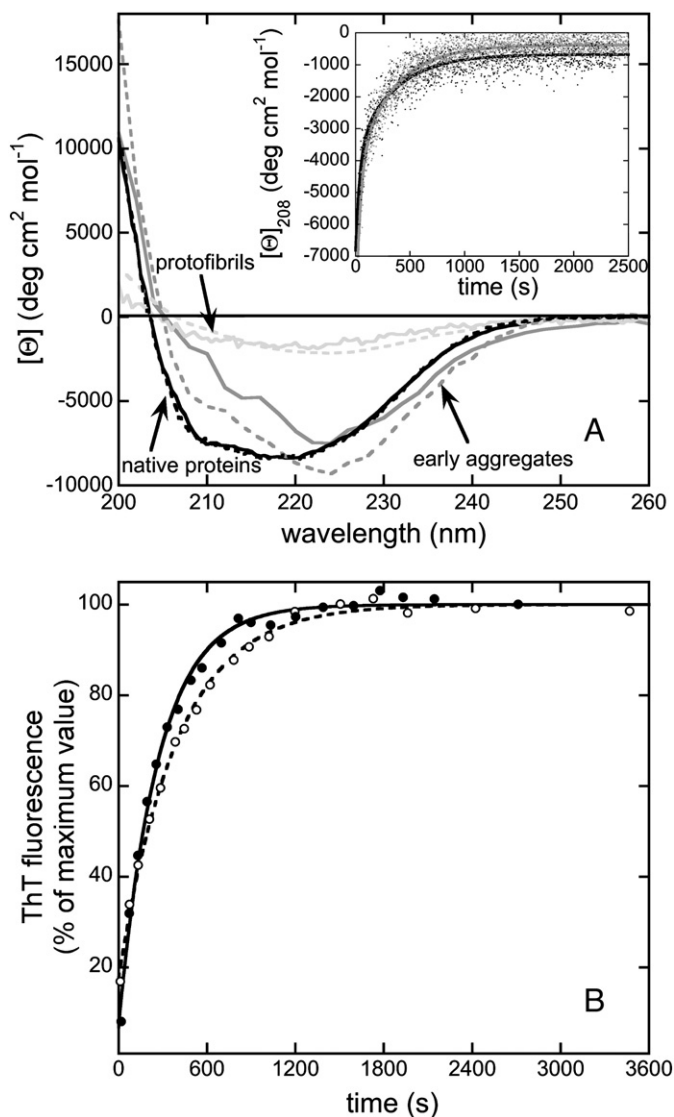 15000
10000
5000
0
-5000
-10000
[Θ] (deg cm² mol⁻¹)
200 210 220 230 240 250 260
wavelength (nm)
protofibrils
native proteins
early aggregates
A
0
-1000
-2000
-3000
-4000
-5000
-6000
-7000
[Θ]₂₀₈ (deg cm² mol⁻¹)
0 500 1000 1500 2000 2500
time (s)
100
80
60
40
20
ThT fluorescence
(% of maximum value)
B
0 600 1200 1800 2400 3000 3600
time (s)